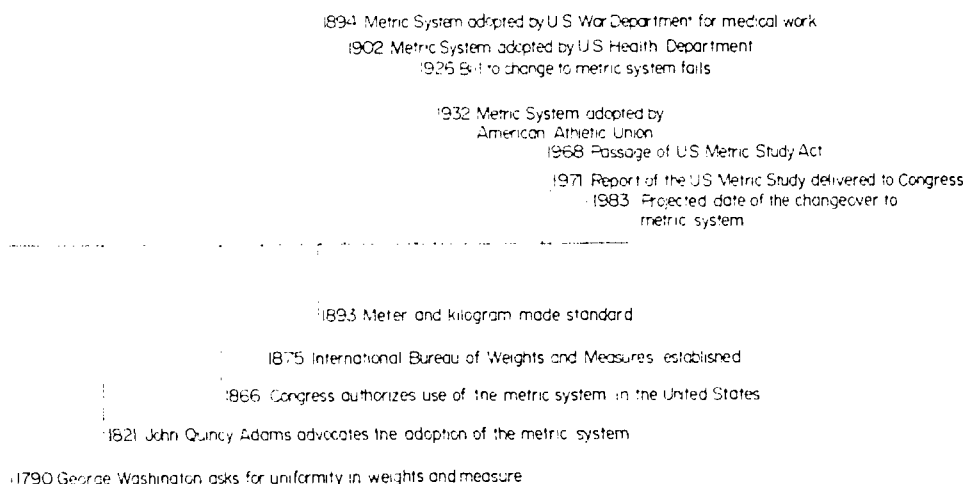 1894 Metric System adopted by U S War Department for medical work
1902 Metric System adopted by US Health Department
1926 Bill to change to metric system fails
1932 Metric System adopted by
American Athletic Union
1968 Passage of US Metric Study Act
1971 Report of the US Metric Study delivered to Congress
1983 Projected date of the changeover to
metric system
1893 Meter and kilogram made standard
1875 International Bureau of Weights and Measures established
1866 Congress authorizes use of the metric system in the United States
1821 John Quincy Adams advocates the adoption of the metric system
1790 George Washington asks for uniformity in weights and measure